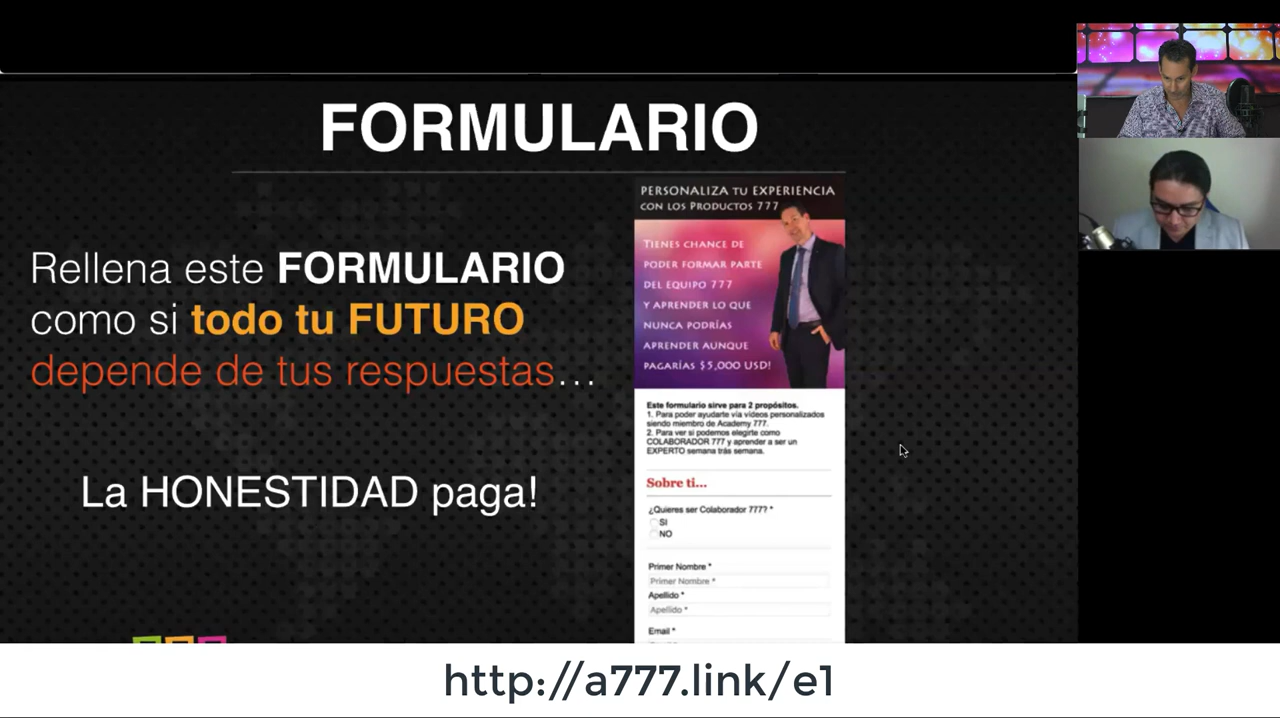 FORMULARIO
Rellena este FORMULARIO
como si todo tu FUTURO
depende de tus respuestas...
La HONESTIDAD paga!
PERSONALIZA TU EXPERIENCIA
CON LOS PRODUCTOS 777
TIENES CHANCE DE
PODER FORMAR PARTE
DEL EQUIPO 777
Y APRENDER LO QUE
NUNCA PODRÍAS
APRENDER AUNQUE
PAGARÍAS $5,000 USD!
Este formulario sirve para 2 propósitos.
1. Para poder ayudarte vía vídeos personalizados
siendo miembro de Academy 777.
2. Para ver si podemos elegirte como
COLABORADOR 777 y aprender a ser un
EXPERTO semana trás semana.
Sobre ti...
¿Quieres ser Colaborador 777? *
SI
NO
Primer Nombre *
Primer Nombre *
Apellido *
Apellido *
Email *
http://a777.link/e1